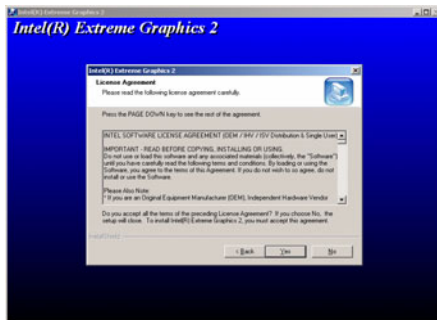 Intel(R) Extreme Graphics 2
Intel(R) Extreme Graphics 2
Intel(R) Extreme Graphics 2
License Agreement
Please read the following license agreement carefully.
Press the PAGE DOWN key to see the rest of the agreement.
INTEL SOFTWARE LICENSE AGREEMENT (OEM / IHV / ISV Distribution & Single User)
IMPORTANT - READ BEFORE COPYING, INSTALLING OR USING.
Do not use or load this software and any associated materials (collectively, the "Software")
until you have carefully read the following terms and conditions. By loading or using the
Software, you agree to the terms of this Agreement. If you do not wish to so agree, do not
install or use the Software.
Please Also Note:
* If you are an Original Equipment Manufacturer (OEM), Independent Hardware Vendor
Do you accept all the terms of the preceding License Agreement? If you choose No, the
setup will close. To install Intel(R) Extreme Graphics 2, you must accept this agreement.
InstallShield
< Back
Yes
No